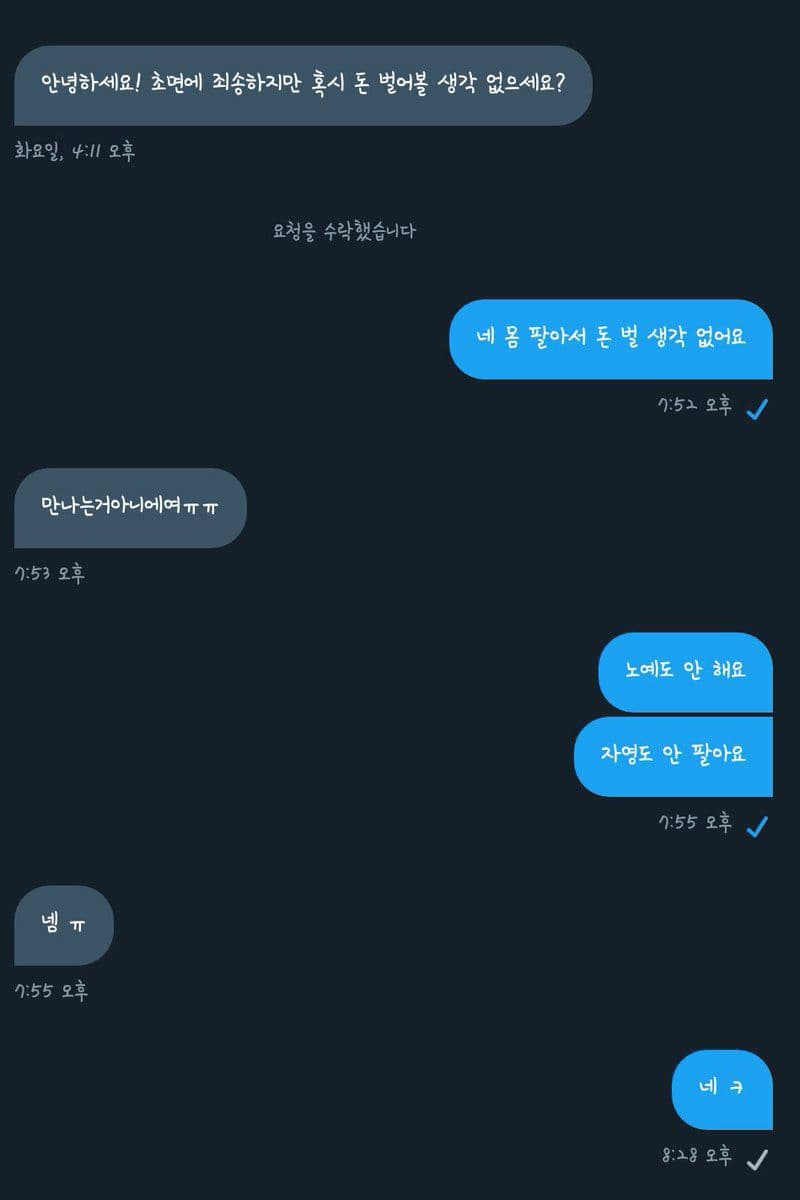 안녕하세요! 초면에 죄송하지만 혹시 돈 벌어볼 생각 없으세요?
화요일, 4:11 오후
요청을 수락했습니다
네 몸 팔아서 돈 벌 생각 없어요
7:52 오후
만나는거아니에여ㅠㅠ
7:53 오후
노예도 안 해요
자영도 안 팔아요
7:55 오후
넴 ㅠ
7:55 오후
네 ㅋ
8:28 오후